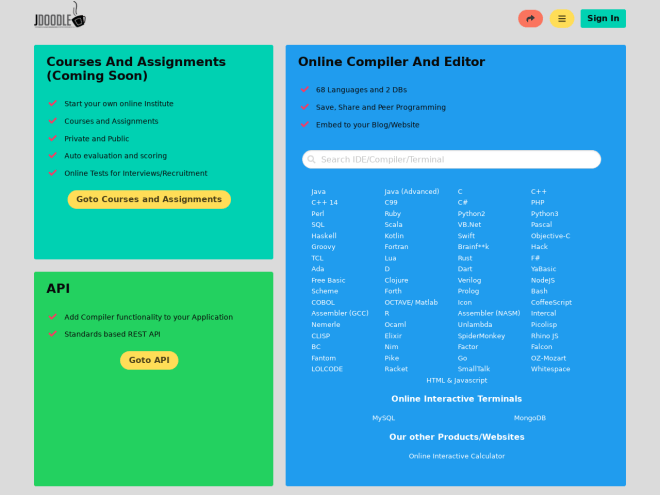 JDOODLE
Sign In
Courses And Assignments
(Coming Soon)
Start your own online Institute
Courses and Assignments
Private and Public
Auto evaluation and scoring
Online Tests for Interviews/Recruitment
Goto Courses and Assignments
API
Add Compiler functionality to your Application
Standards based REST API
Goto API
Online Compiler And Editor
68 Languages and 2 DBs
Save, Share and Peer Programming
Embed to your Blog/Website
Search IDE/Compiler/Terminal
Java Java (Advanced) C C++
C++ 14 C99 C# PHP
Perl Ruby Python2 Python3
SQL Scala VB.Net Pascal
Haskell Kotlin Swift Objective-C
Groovy Fortran Brainf**k Hack
TCL Lua Rust F#
Ada D Dart YaBasic
Free Basic Clojure Verilog NodeJS
Scheme Forth Prolog Bash
COBOL OCTAVE/ Matlab Icon CoffeeScript
Assembler (GCC) R Assembler (NASM) Intercal
Nemerle Ocaml Unlambda Picolisp
CLISP Elixir SpiderMonkey Rhino JS
BC Nim Factor Falcon
Fantom Pike Go OZ-Mozart
LOLCODE Racket SmallTalk Whitespace
HTML & Javascript
Online Interactive Terminals
MySQL MongoDB
Our other Products/Websites
Online Interactive Calculator